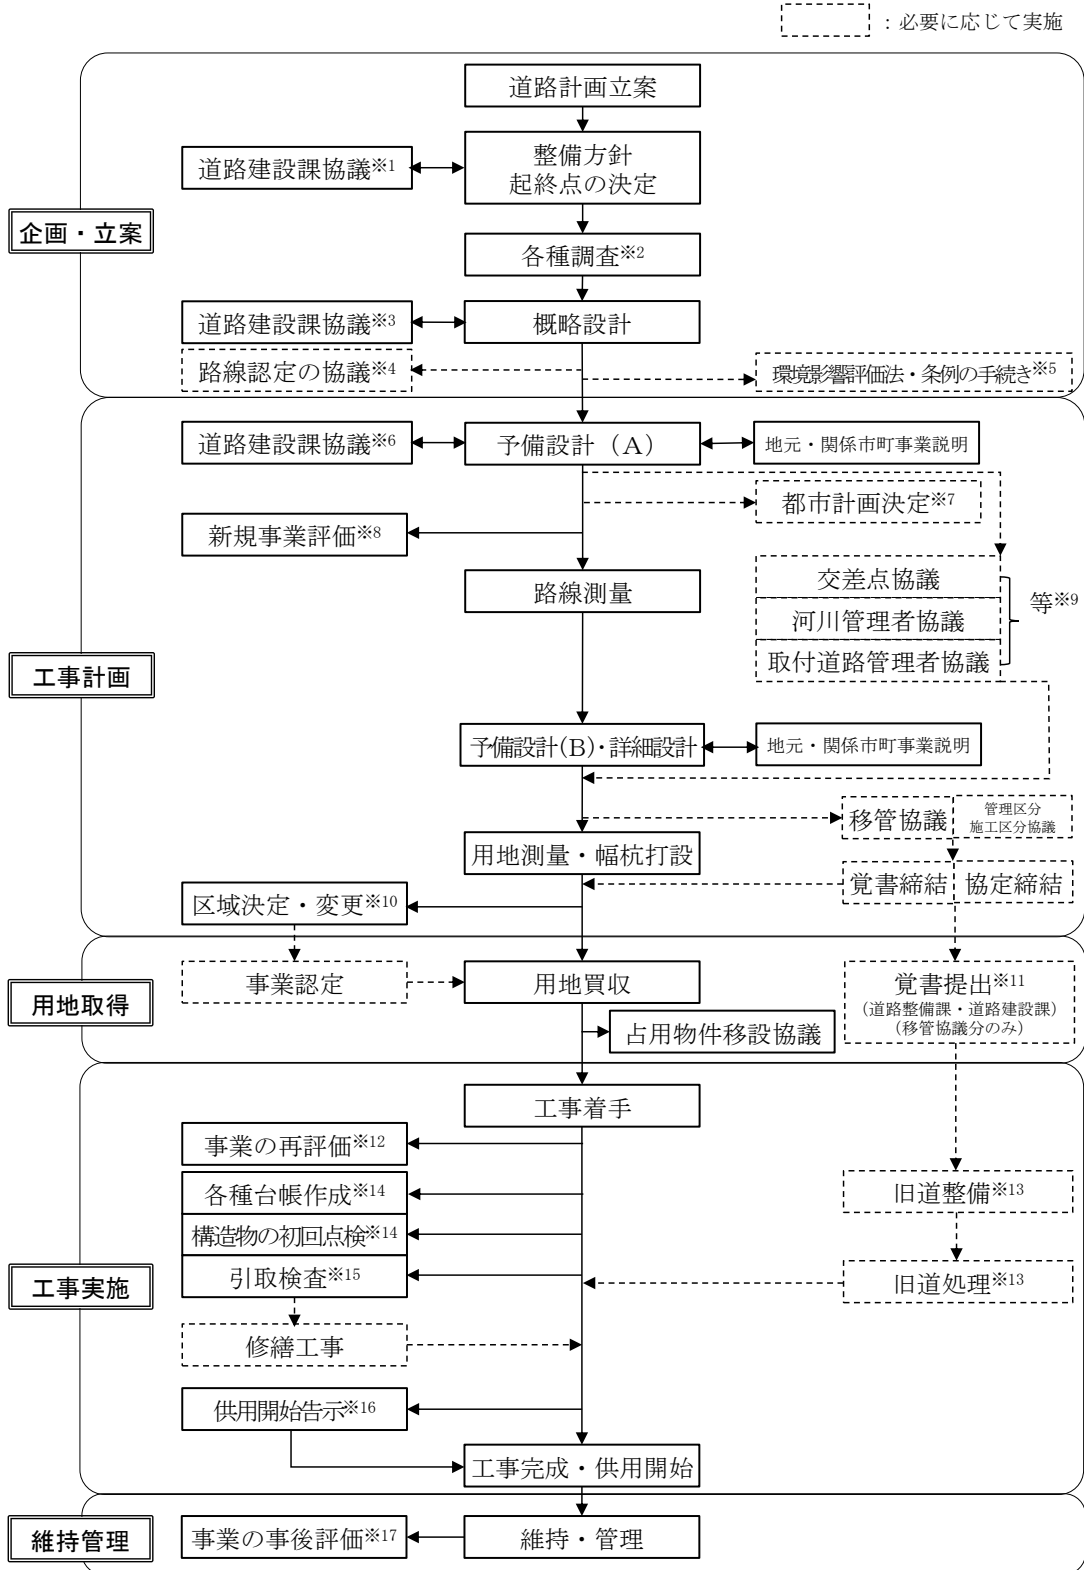 ：必要に応じて実施
道路計画立案
整備方針
起終点の決定
道路建設課協議※1
企画・立案
各種調査※2
道路建設課協議※3
概略設計
路線認定の協議※4
環境影響評価法・条例の手続き※5
道路建設課協議※6
予備設計（A）
地元・関係市町事業説明
都市計画決定※7
新規事業評価※8
路線測量
交差点協議
河川管理者協議
取付道路管理者協議
等※9
工事計画
予備設計(B)・詳細設計
地元・関係市町事業説明
移管協議
管理区分
施工区分協議
用地測量・幅杭打設
覚書締結
協定締結
区域決定・変更※10
事業認定
用地買収
用地取得
覚書提出※11
(道路整備課・道路建設課)
(移管協議分のみ)
占用物件移設協議
工事着手
事業の再評価※12
各種台帳作成※14
旧道整備※13
構造物の初回点検※14
引取検査※15
旧道処理※13
工事実施
修繕工事
供用開始告示※16
工事完成・供用開始
維持管理
事業の事後評価※17
維持・管理